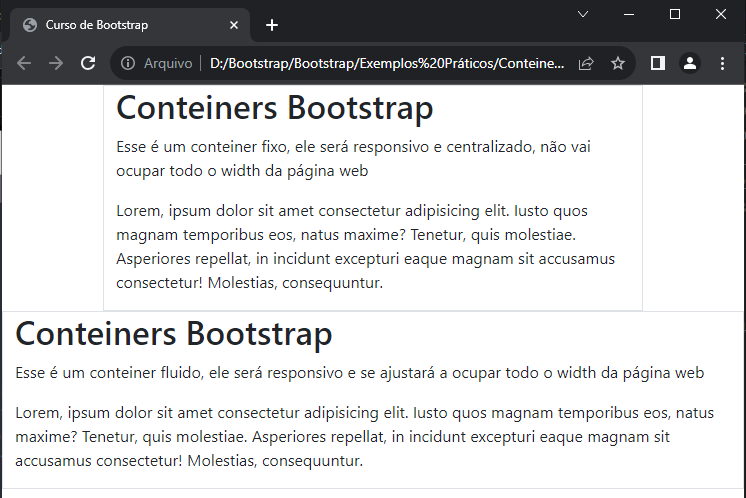 Curso de Bootstrap
Arquivo
D:/Bootstrap/Bootstrap/Exemplos%20Práticos/Conteine...
Conteiners Bootstrap
Esse é um conteiner fixo, ele será responsivo e centralizado, não vai
ocupar todo o width da página web
Lorem, ipsum dolor sit amet consectetur adipisicing elit. Iusto quos
magnam temporibus eos, natus maxime? Tenetur, quis molestiae.
Asperiores repellat, in incidunt excepturi eaque magnam sit accusamus
consectetur! Molestias, consequuntur.
Conteiners Bootstrap
Esse é um conteiner fluido, ele será responsivo e se ajustará a ocupar todo o width da página web
Lorem, ipsum dolor sit amet consectetur adipisicing elit. Iusto quos magnam temporibus eos, natus
maxime? Tenetur, quis molestiae. Asperiores repellat, in incidunt excepturi eaque magnam sit
accusamus consectetur! Molestias, consequuntur.